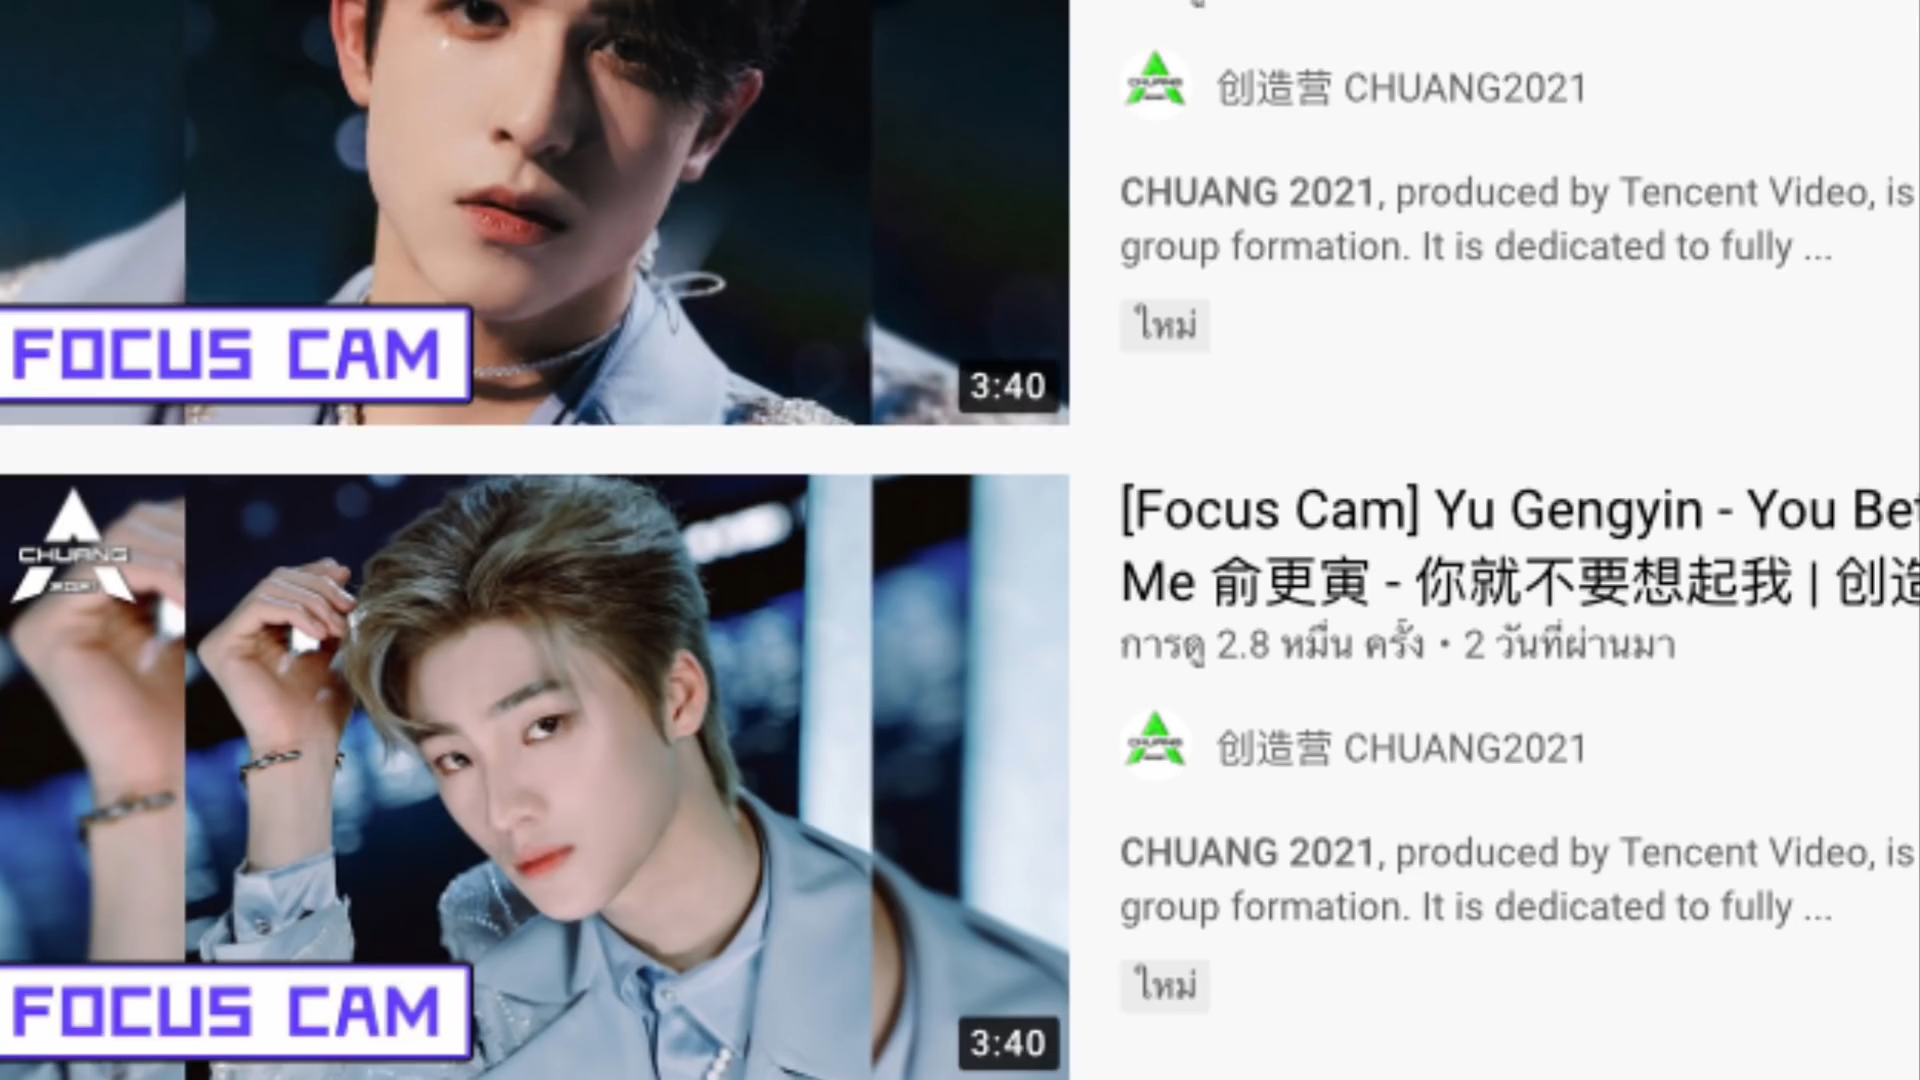 创造营 CHUANG2021
CHUANG 2021, produced by Tencent Video, is
group formation. It is dedicated to fully ...
ใหม่
FOCUS CAM
3:40
[Focus Cam] Yu Gengyin - You Be
Me 俞更寅 - 你就不要想起我 | 创造
การดู 2.8 หมื่น ครั้ง • 2 วันที่ผ่านมา
CHUANG
2021
创造营 CHUANG2021
CHUANG 2021, produced by Tencent Video, is
group formation. It is dedicated to fully ...
ใหม่
FOCUS CAM
3:40